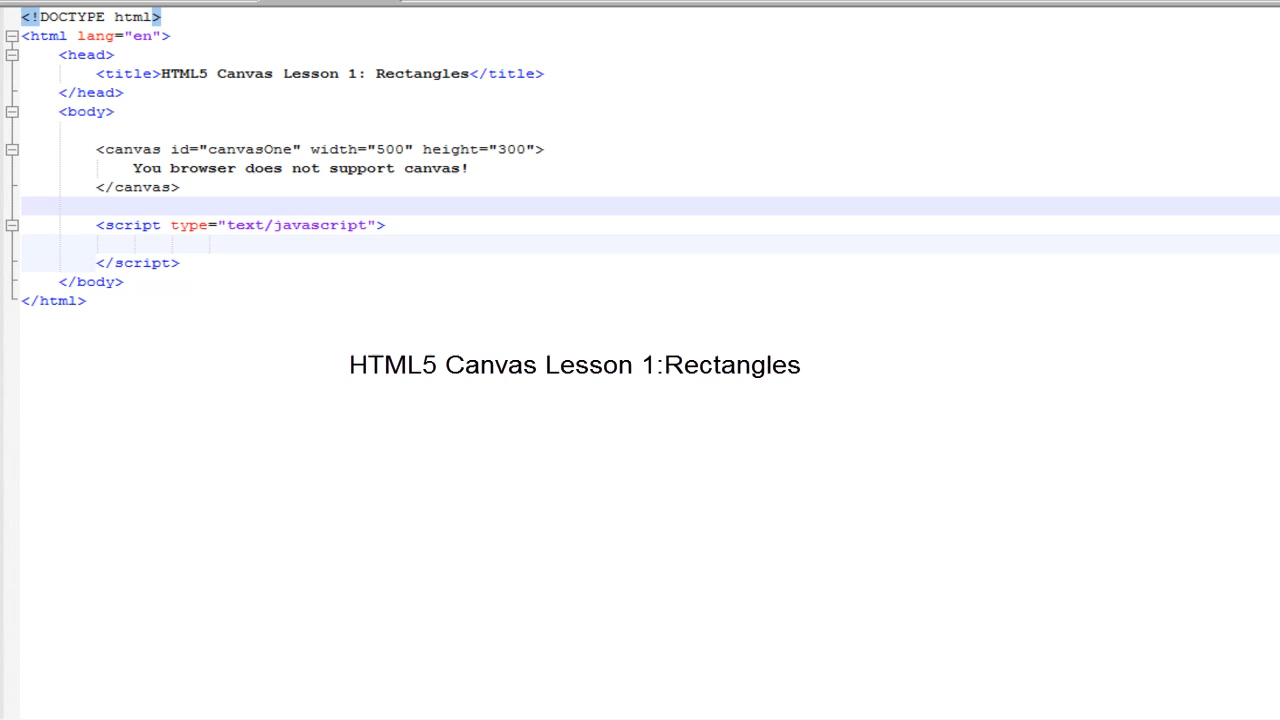 <!DOCTYPE html>
<html lang="en">
<head>
<title>HTML5 Canvas Lesson 1: Rectangles</title>
</head>
<body>
<canvas id="canvasOne" width="500" height="300">
You browser does not support canvas!
</canvas>
<script type="text/javascript">
</script>
</body>
</html>
HTML5 Canvas Lesson 1:Rectangles